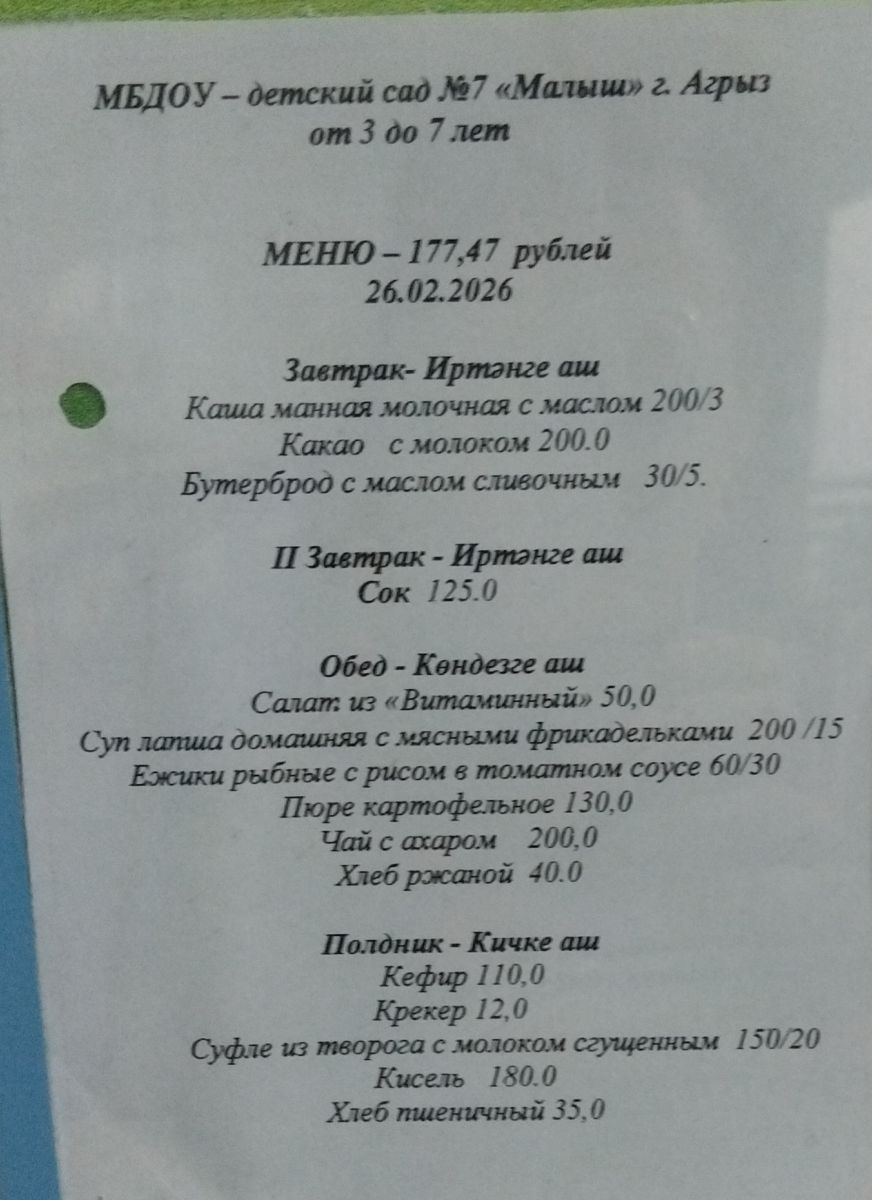 МБДОУ – детский сад №7 «Малыш» г. Агрыз
от 3 до 7 лет
МЕНЮ – 177,47 рублей
26.02.2026
Завтрак- Иртәнге аш
Каша манная молочная с маслом 200/3
Какао с молоком 200.0
Бутерброд с маслом сливочным 30/5.
II Завтрак - Иртәнге аш
Сок 125.0
Обед - Көндезге аш
Салат из «Витаминный» 50,0
Суп лапша домашняя с мясными фрикадельками 200 /15
Ежики рыбные с рисом в томатном соусе 60/30
Пюре картофельное 130,0
Чай с ахаром 200,0
Хлеб ржаной 40.0
Полдник - Кичке аш
Кефир 110,0
Крекер 12,0
Суфле из творога с молоком сгущенным 150/20
Кисель 180.0
Хлеб пшеничный 35,0